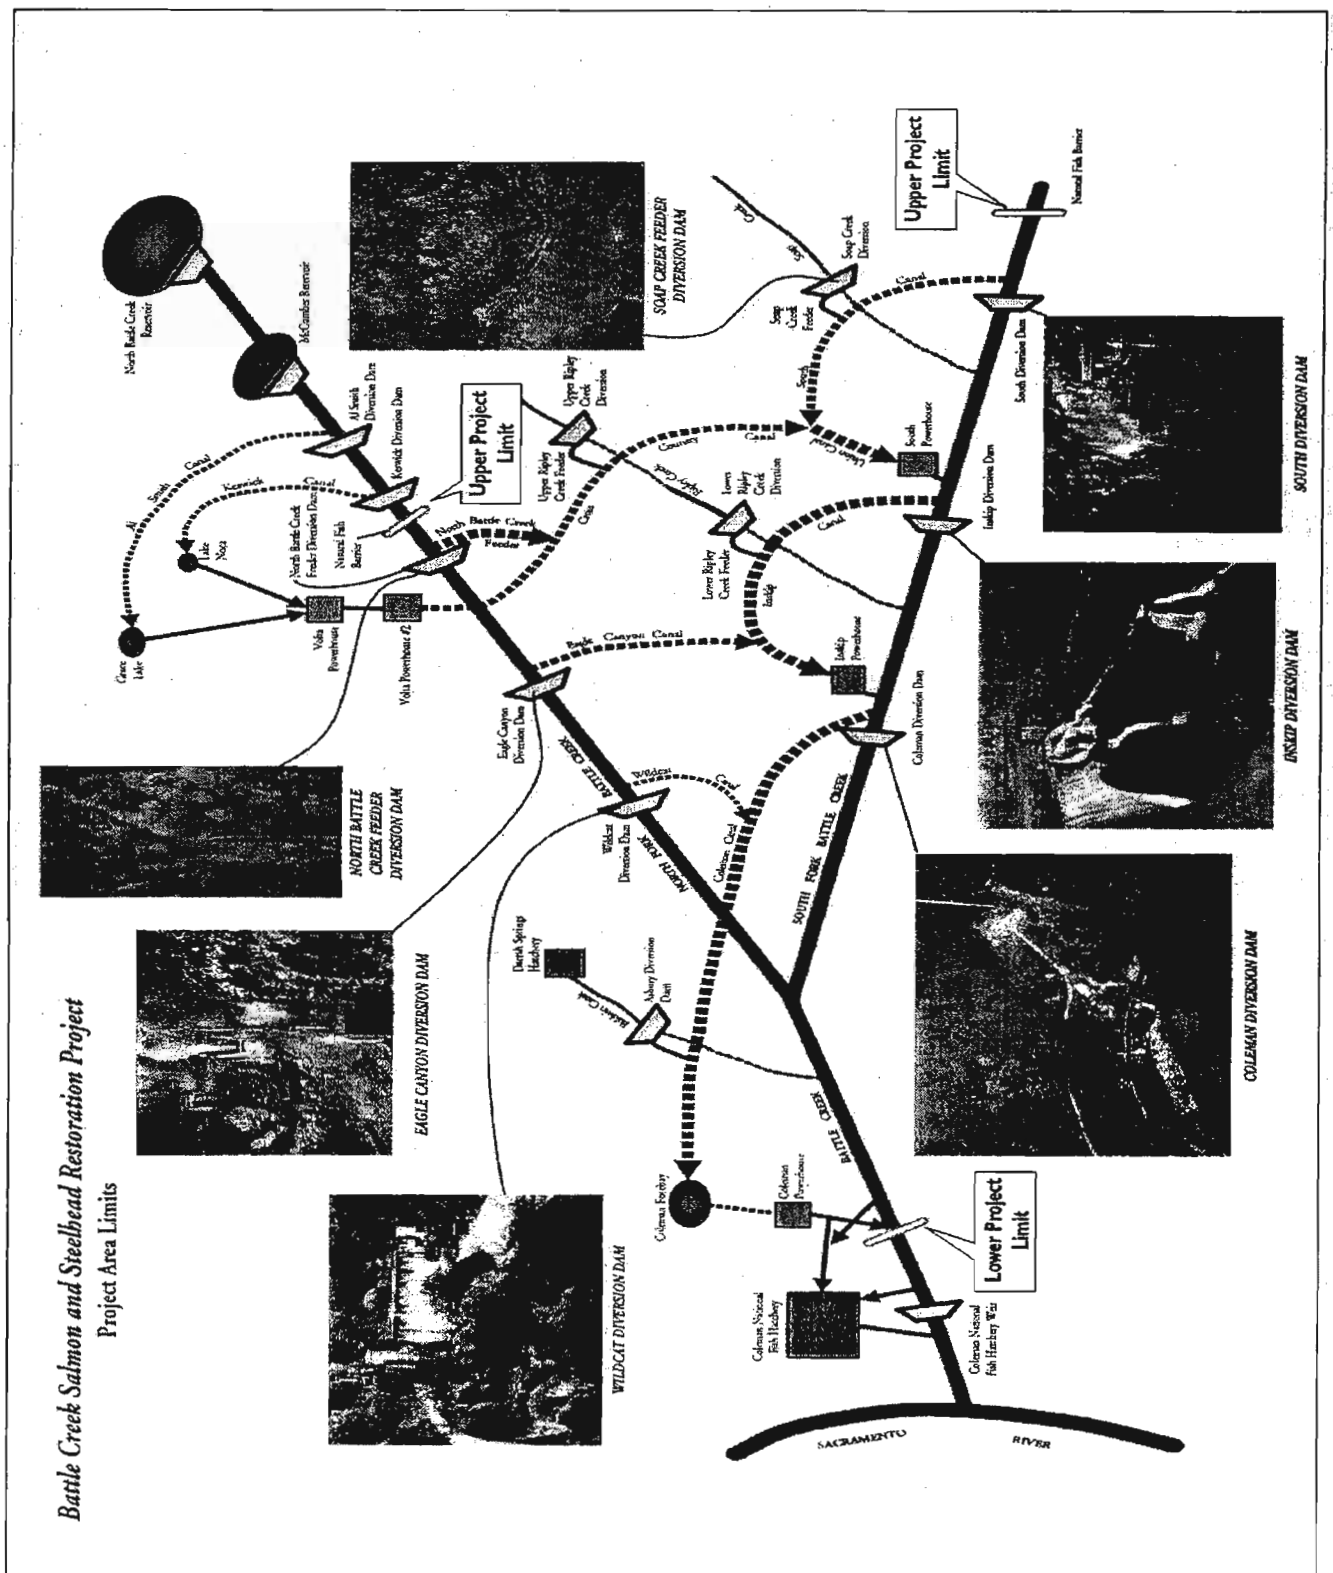 Battle Creek Salmon and Steelhead Restoration Project
Project Area Limits
North Battle Creek
Reservoir
McCumber Reservoir
Al Smith
Diversion Dam
Keswick Diversion Dam
Al
Smith
Canal
Keswick
Canal
Lake
Nora
Grace
Lake
North Battle Creek
Feeder Diversion Dam
Natural Fish
Barrier
Upper Project
Limit
Volta
Powerhouse
Volta Powerhouse #2
North Battle Creek
Feeder
Cross
Country
Canal
Upper Ripley
Creek
Diversion
Upper Ripley
Creek Feeder
Ripley Creek
Lower
Ripley
Creek
Diversion
Lower Ripley
Creek Feeder
SOAP CREEK FEEDER
DIVERSION DAM
Soap
Creek
Soap Creek
Diversion
Soap
Creek
Feeder
South
Canal
Union Canal
South
Powerhouse
Upper Project
Limit
Natural Fish Barrier
South Diversion Dam
SOUTH DIVERSION DAM
Inskip Diversion Dam
Inskip
Canal
Inskip
Powerhouse
INSKIP DIVERSION DAM
Eagle Canyon
Diversion Dam
Canyon Canal
NORTH BATTLE
CREEK FEEDER
DIVERSION DAM
EAGLE CANYON DIVERSION DAM
Wildcat
Diversion Dam
Wildcat
Canal
WILDCAT DIVERSION DAM
NORTH FORK
BATTLE CREEK
Coleman Diversion Dam
Coleman Canal
SOUTH FORK BATTLE CREEK
COLEMAN DIVERSION DAM
Darrah Springs
Hatchery
Baldwin Creek
Asbury Diversion
Dam
BATTLE CREEK
Coleman Forebay
Coleman
Powerhouse
Lower Project
Limit
Coleman National
Fish Hatchery
Coleman National
Fish Hatchery Weir
SACRAMENTO
RIVER